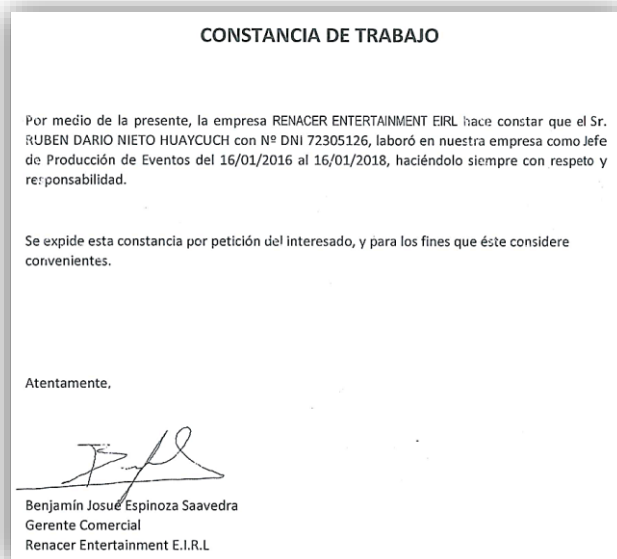 CONSTANCIA DE TRABAJO
Por medio de la presente, la empresa RENACER ENTERTAINMENT EIRL hace constar que el Sr.
RUBEN DARIO NIETO HUAYCUCH con Nº DNI 72305126, laboró en nuestra empresa como Jefe
de Producción de Eventos del 16/01/2016 al 16/01/2018, haciéndolo siempre con respeto y
responsabilidad.
Se expide esta constancia por petición del interesado, y para los fines que éste considere
convenientes.
Atentamente,
Benjamín Josué Espinoza Saavedra
Gerente Comercial
Renacer Entertainment E.I.R.L